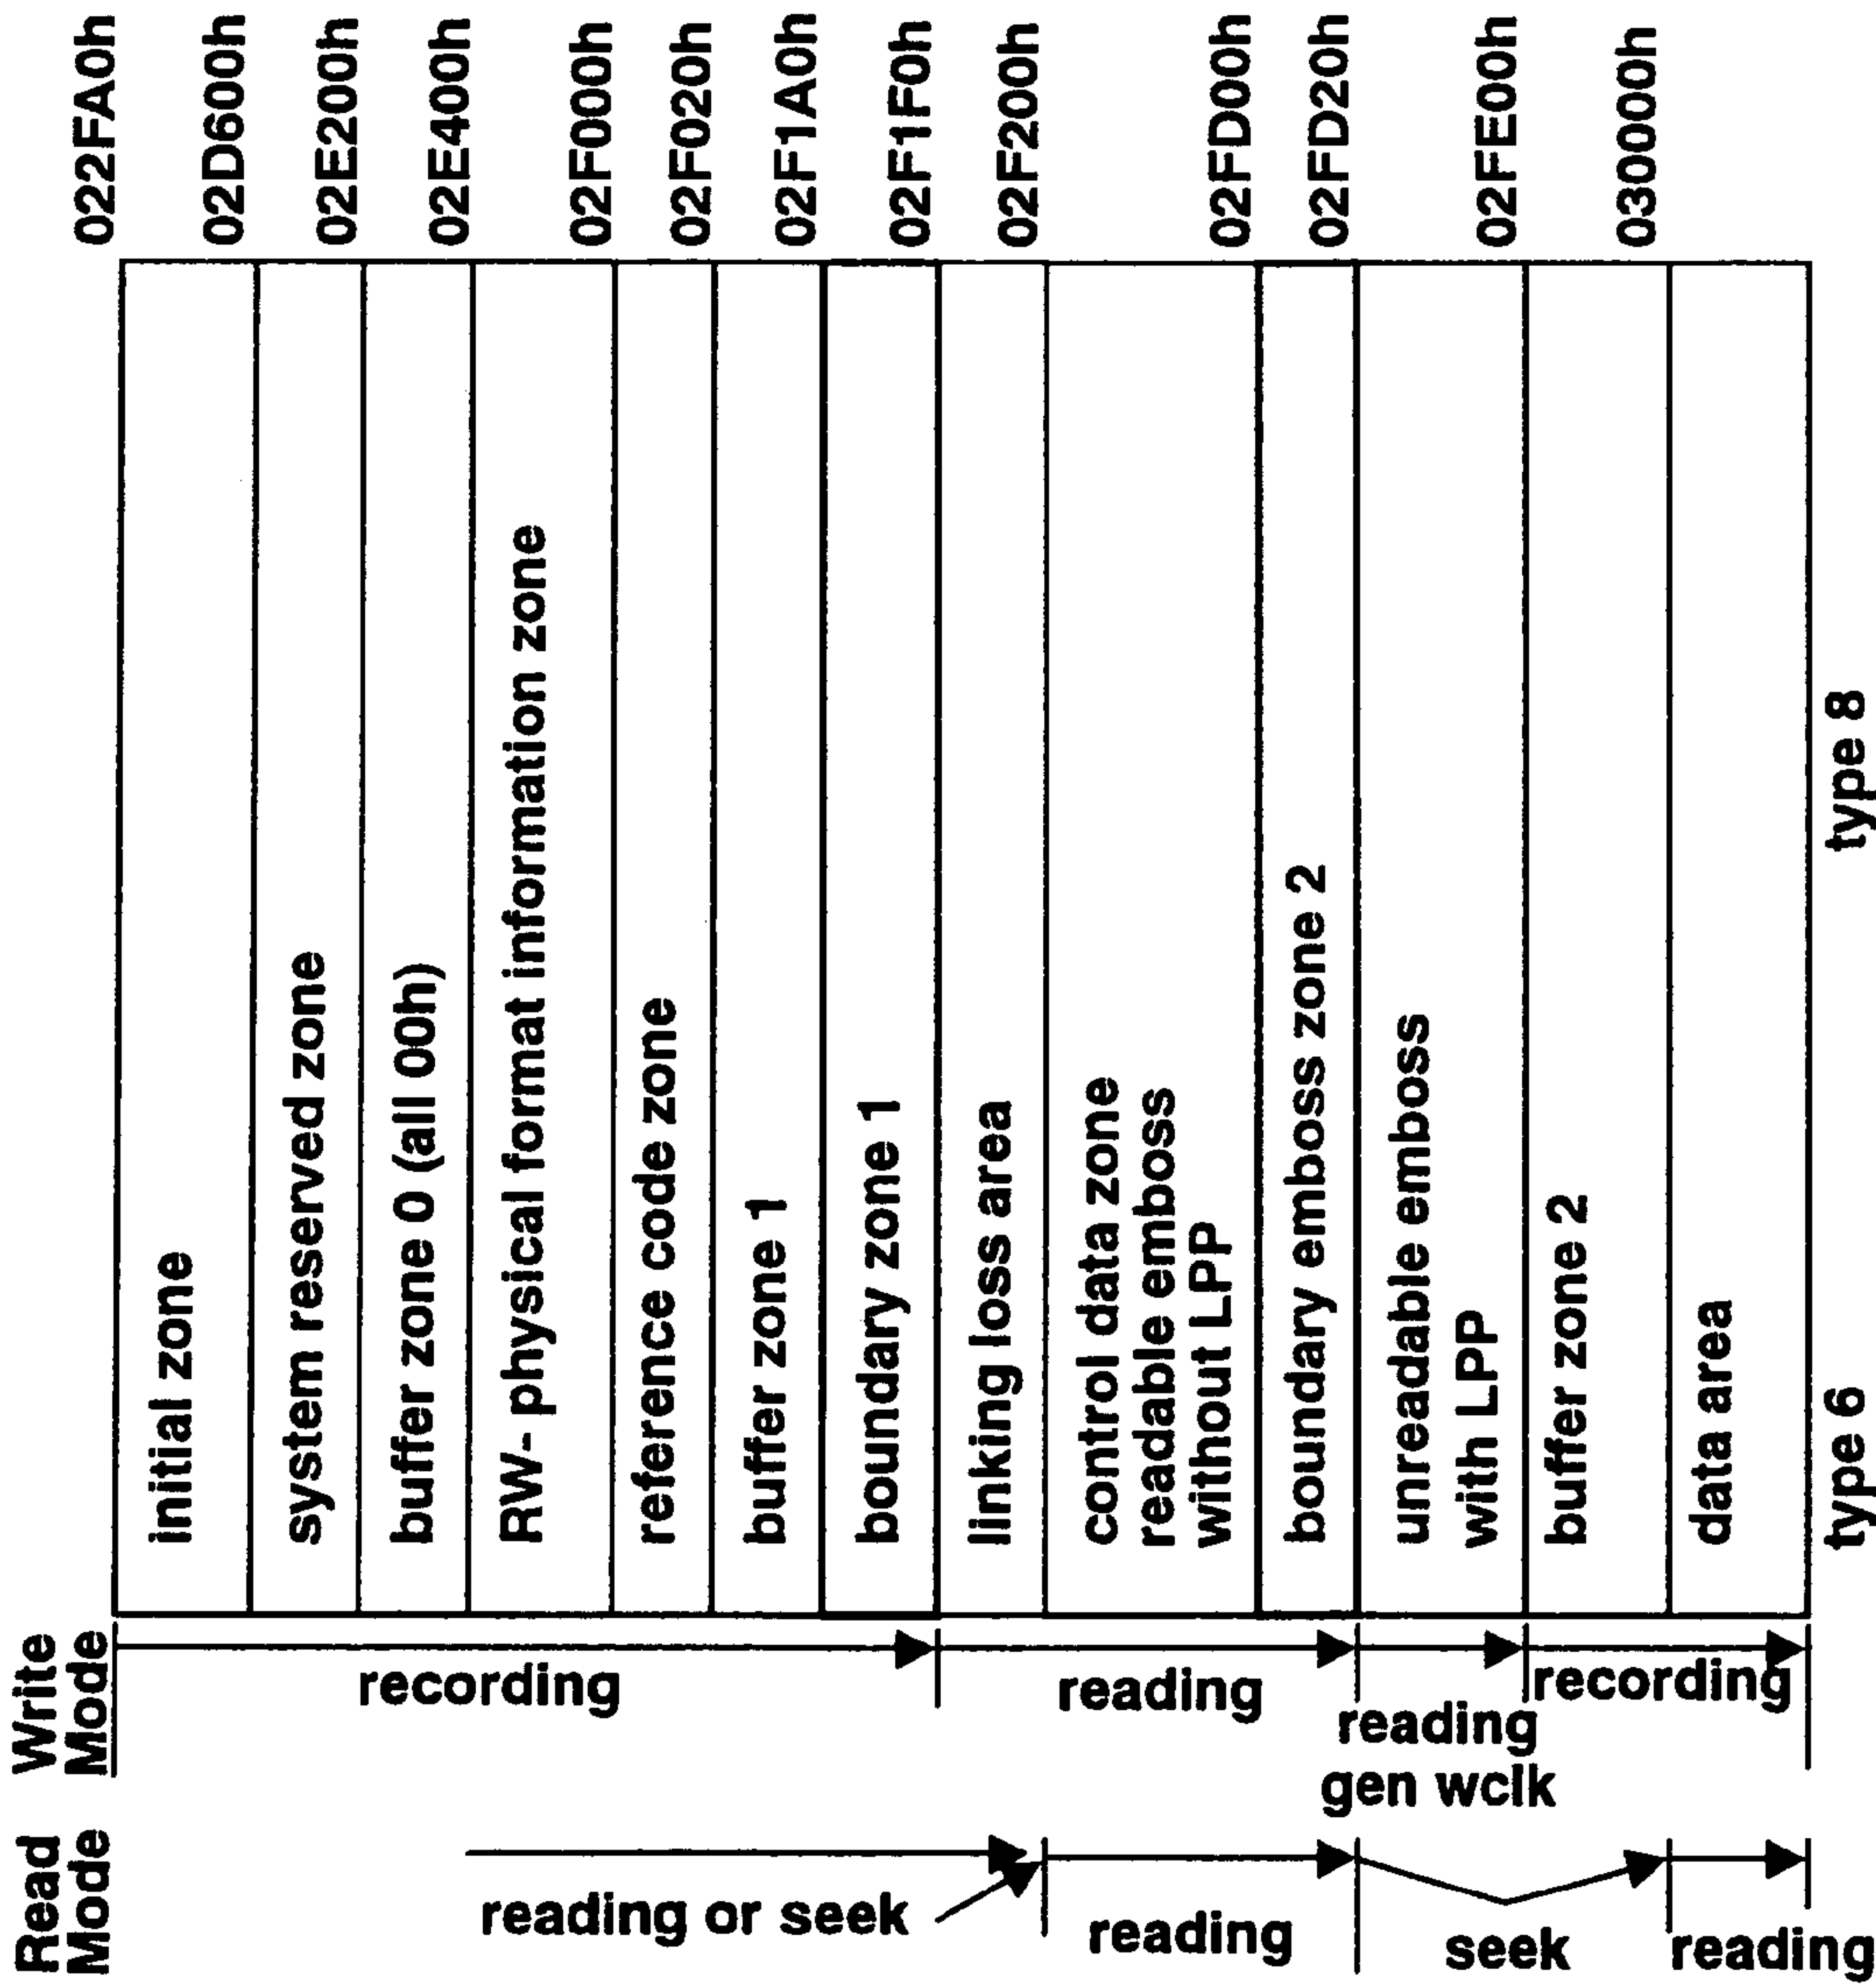 Read
Mode
Write
Mode
022FA0h
initial zone
02D600h
system reserved zone
02E200h
buffer zone 0 (all 00h)
02E400h
RW- physical format information zone
02F000h
reference code zone
02F020h
buffer zone 1
02F1A0h
boundary zone 1
02F1F0h
linking loss area
02F200h
control data zone
readable emboss
without LPP
02FD00h
boundary emboss zone 2
02FD20h
unreadable emboss
with LPP
02FE00h
buffer zone 2
030000h
data area
type 6
type 8
recording
reading
reading
gen wclk
recording
reading or seek
reading
seek
reading